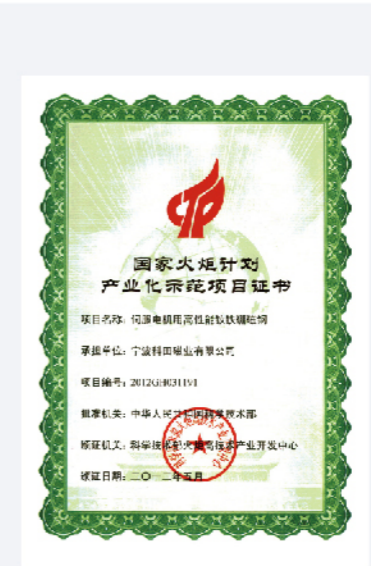 国家火炬计划
产业化示范项目证书
项目名称：伺服电机用高性能钕铁硼磁钢
承担单位：宁波科田磁业有限公司
项目编号：2012GH031191
批准机关：中华人民共和国科学技术部
颁证机关：科学技术部火炬高技术产业开发中心
颁证日期：二〇一二年五月